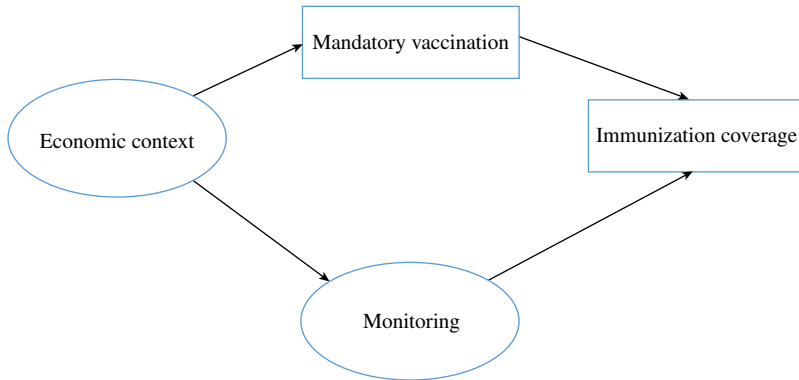 Mandatory vaccination
Economic context
Immunization coverage
Monitoring